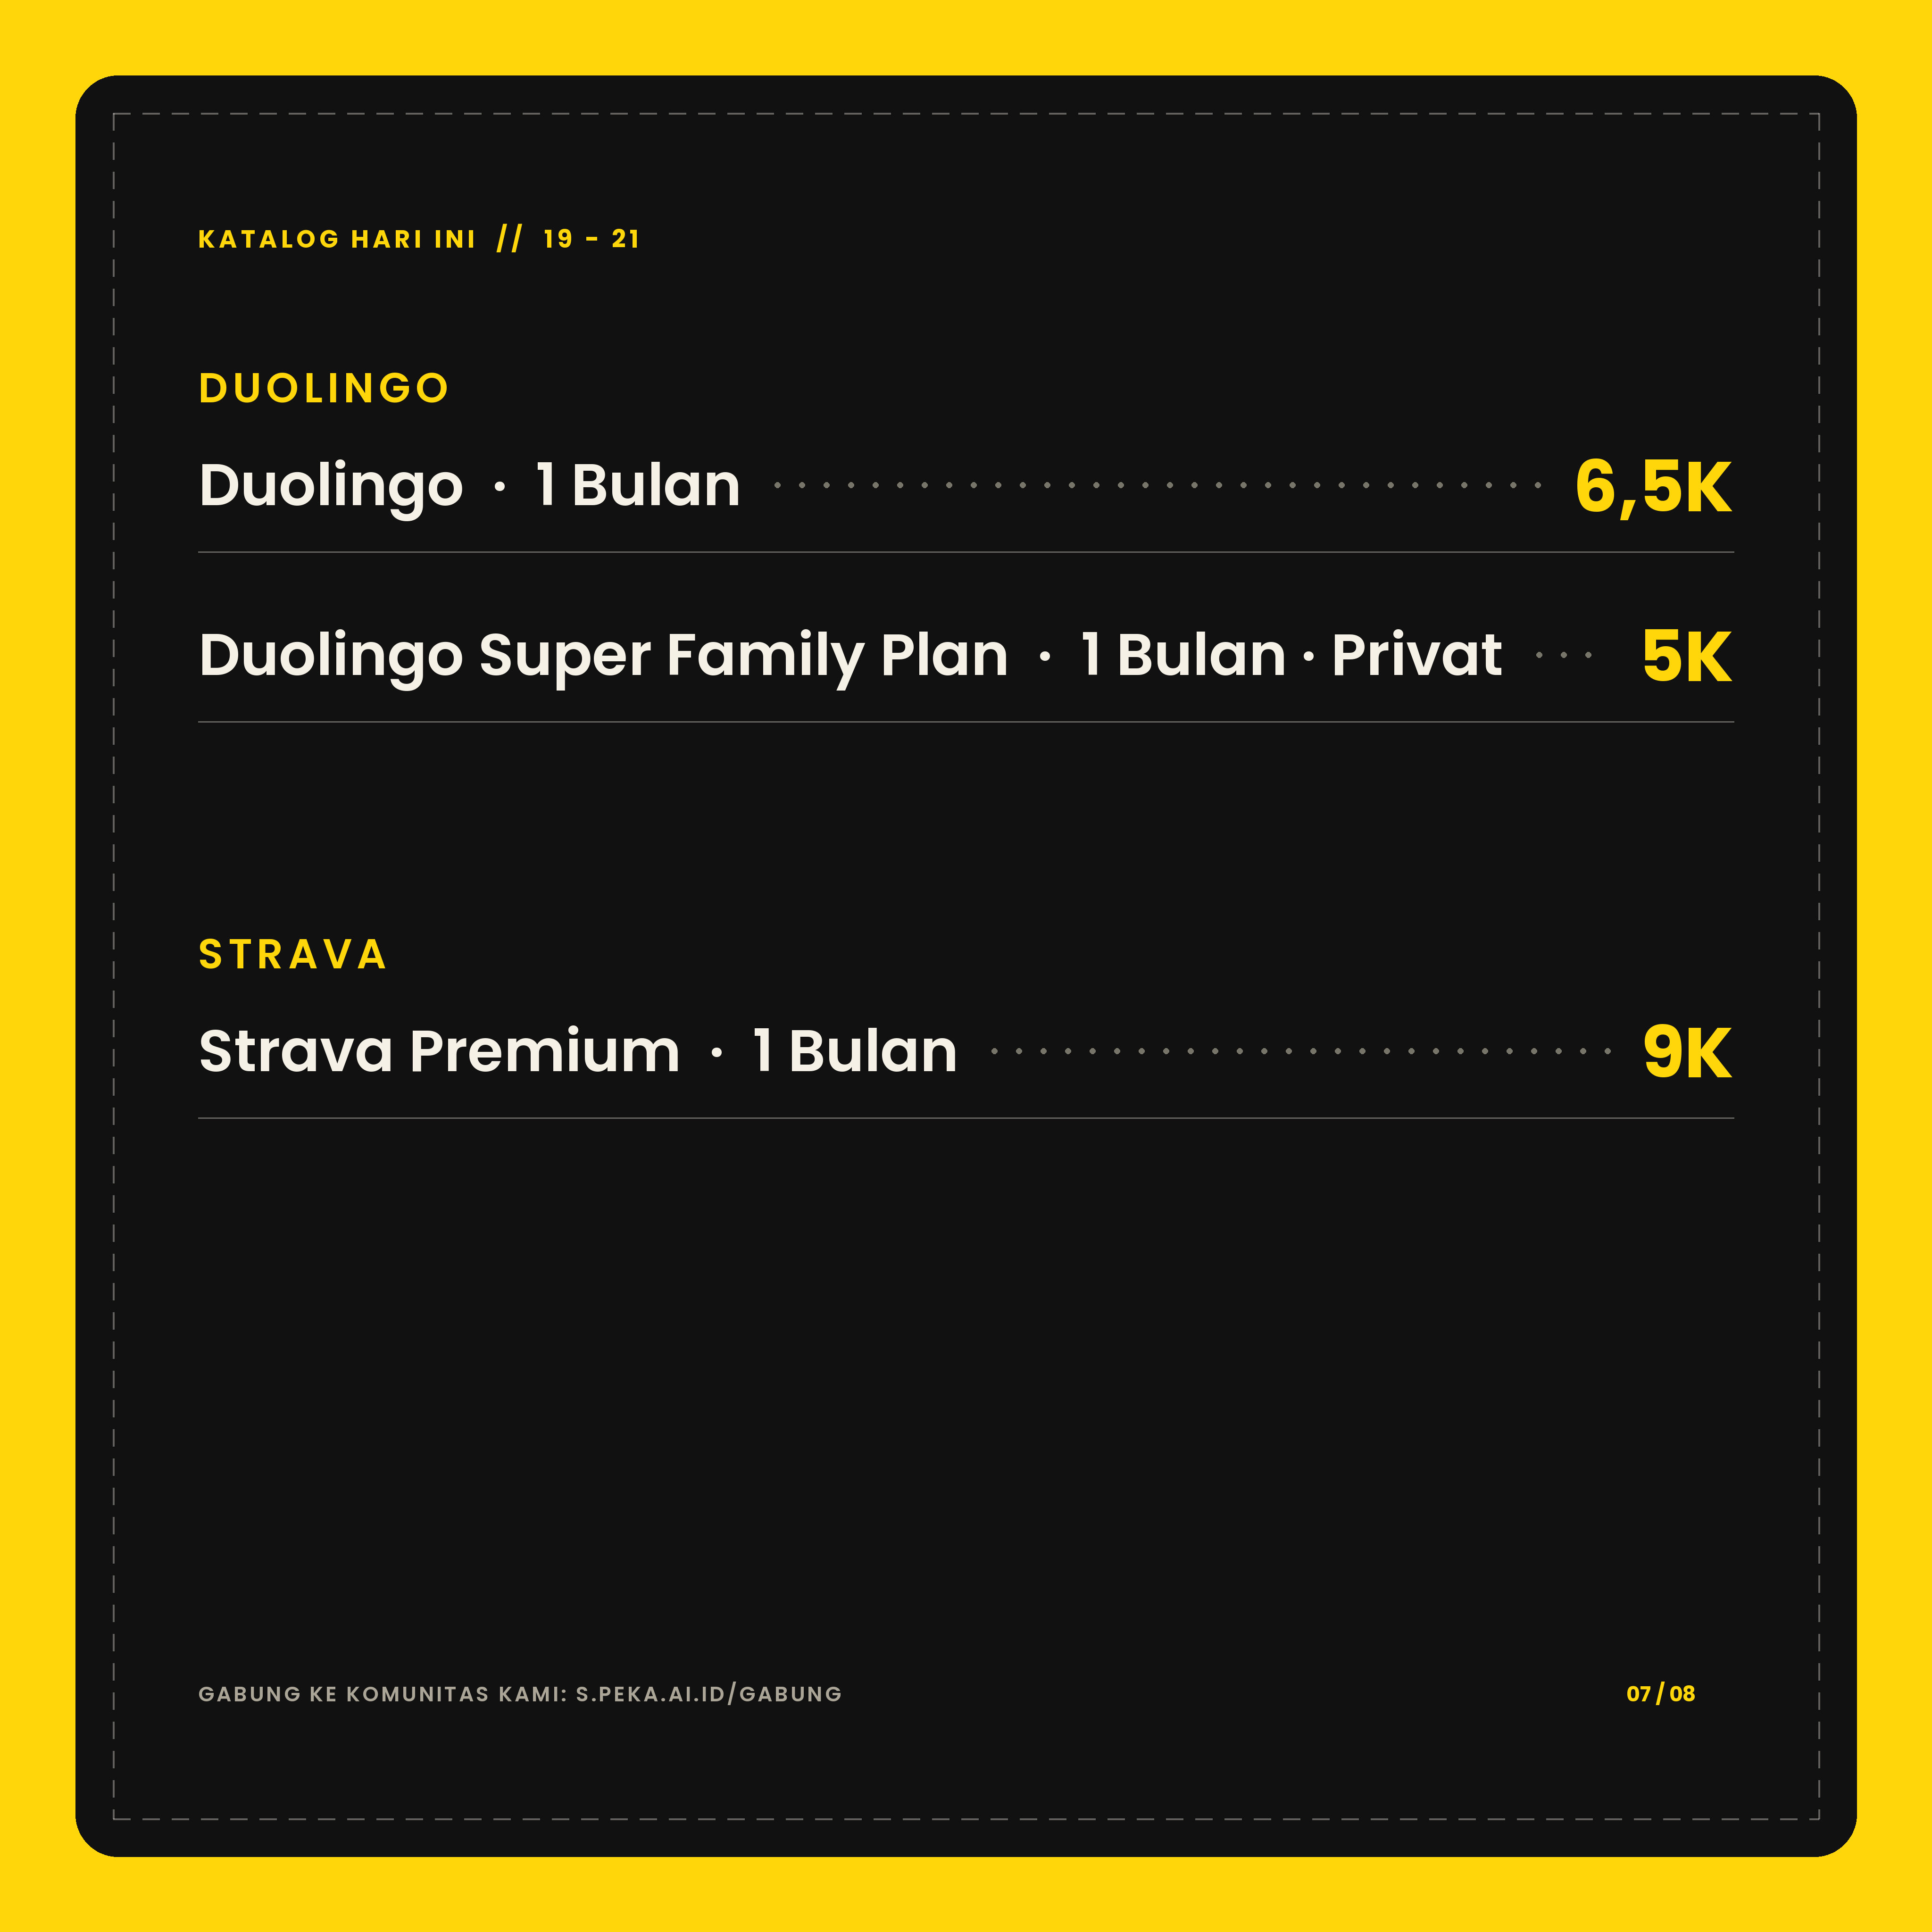 KATALOG HARI INI // 19 - 21
DUOLINGO
Duolingo · 1 Bulan 6,5K
Duolingo Super Family Plan · 1 Bulan · Privat 5K
STRAVA
Strava Premium · 1 Bulan 9K
GABUNG KE KOMUNITAS KAMI: S.PEKA.AI.ID/GABUNG 07 / 08